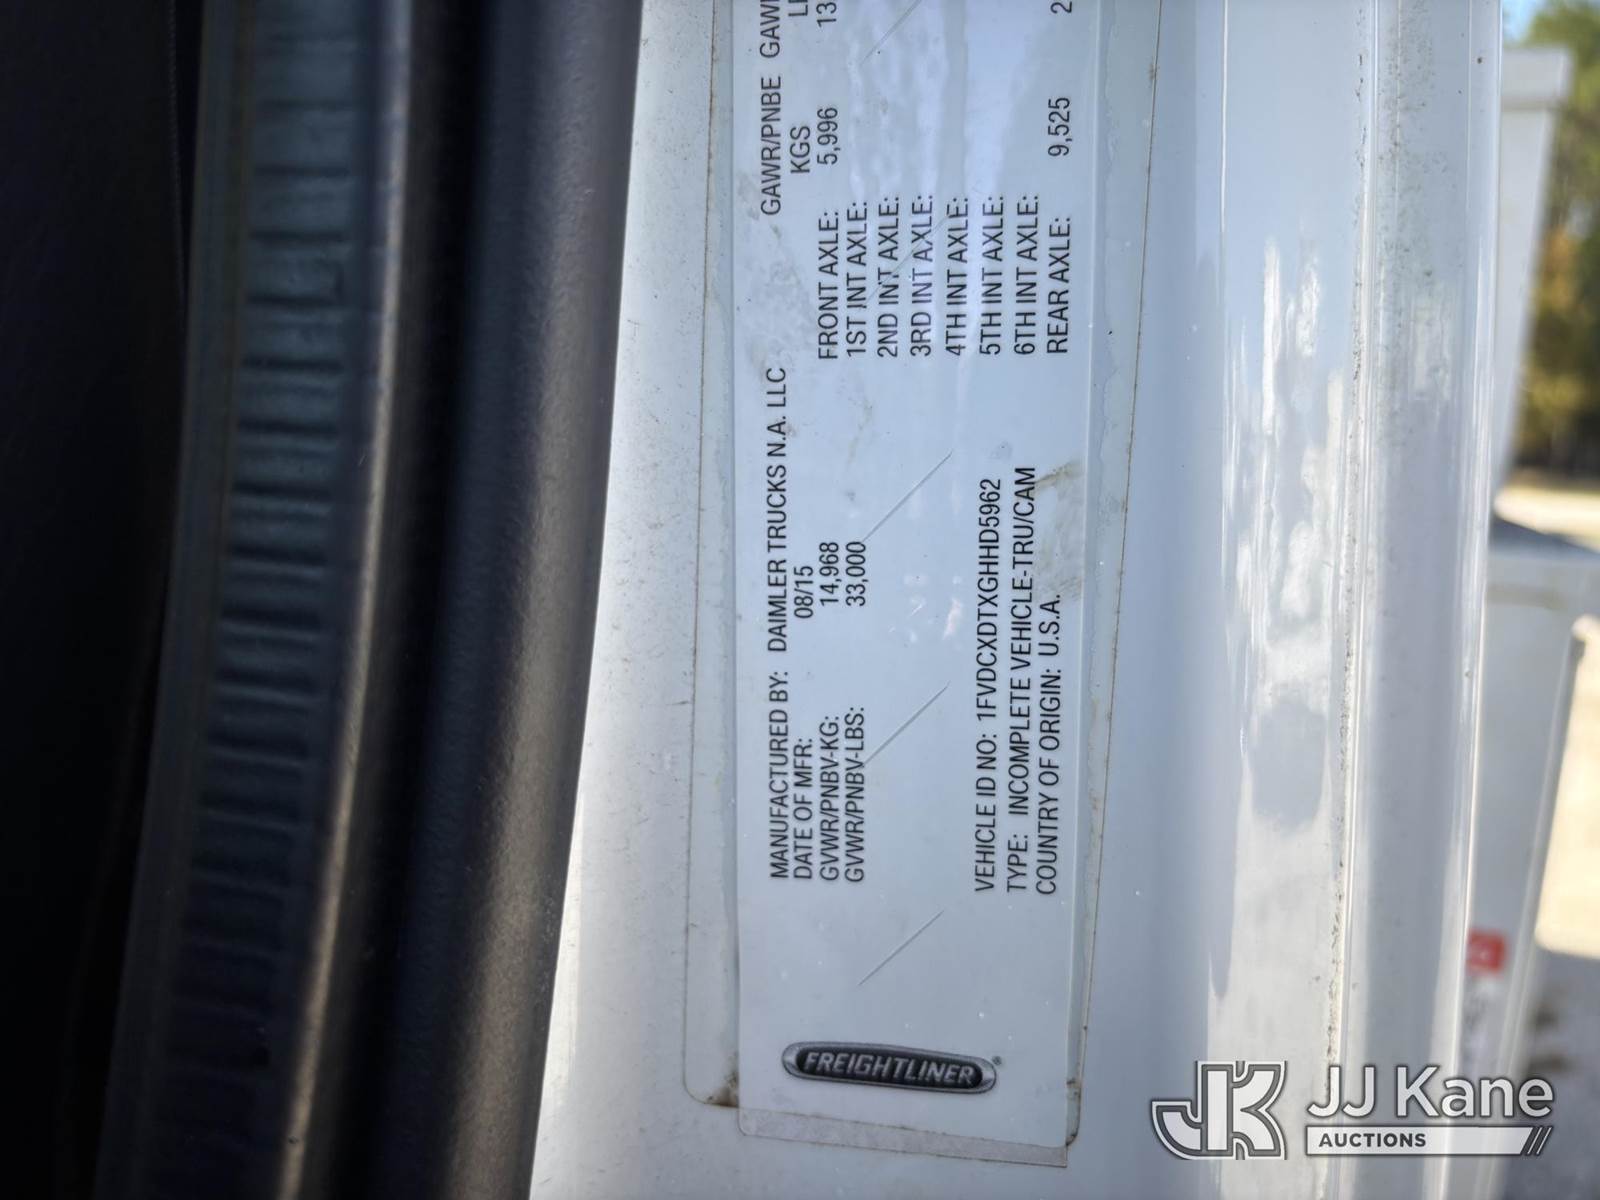 FREIGHTLINER®
MANUFACTURED BY: DAIMLER TRUCKS N.A. LLC
DATE OF MFR: 08/15
GVWR/PNBV-KG: 14,968
GVWR/PNBV-LBS: 33,000
VEHICLE ID NO: 1FVDCXDTXGHHD5962
TYPE: INCOMPLETE VEHICLE-TRU/CAM
COUNTRY OF ORIGIN: U.S.A.
GAWR/PNBE
KGS
FRONT AXLE: 5,996
1ST INT AXLE:
2ND INT AXLE:
3RD INT AXLE:
4TH INT AXLE:
5TH INT AXLE:
6TH INT AXLE:
REAR AXLE: 9,525
JJ Kane
AUCTIONS